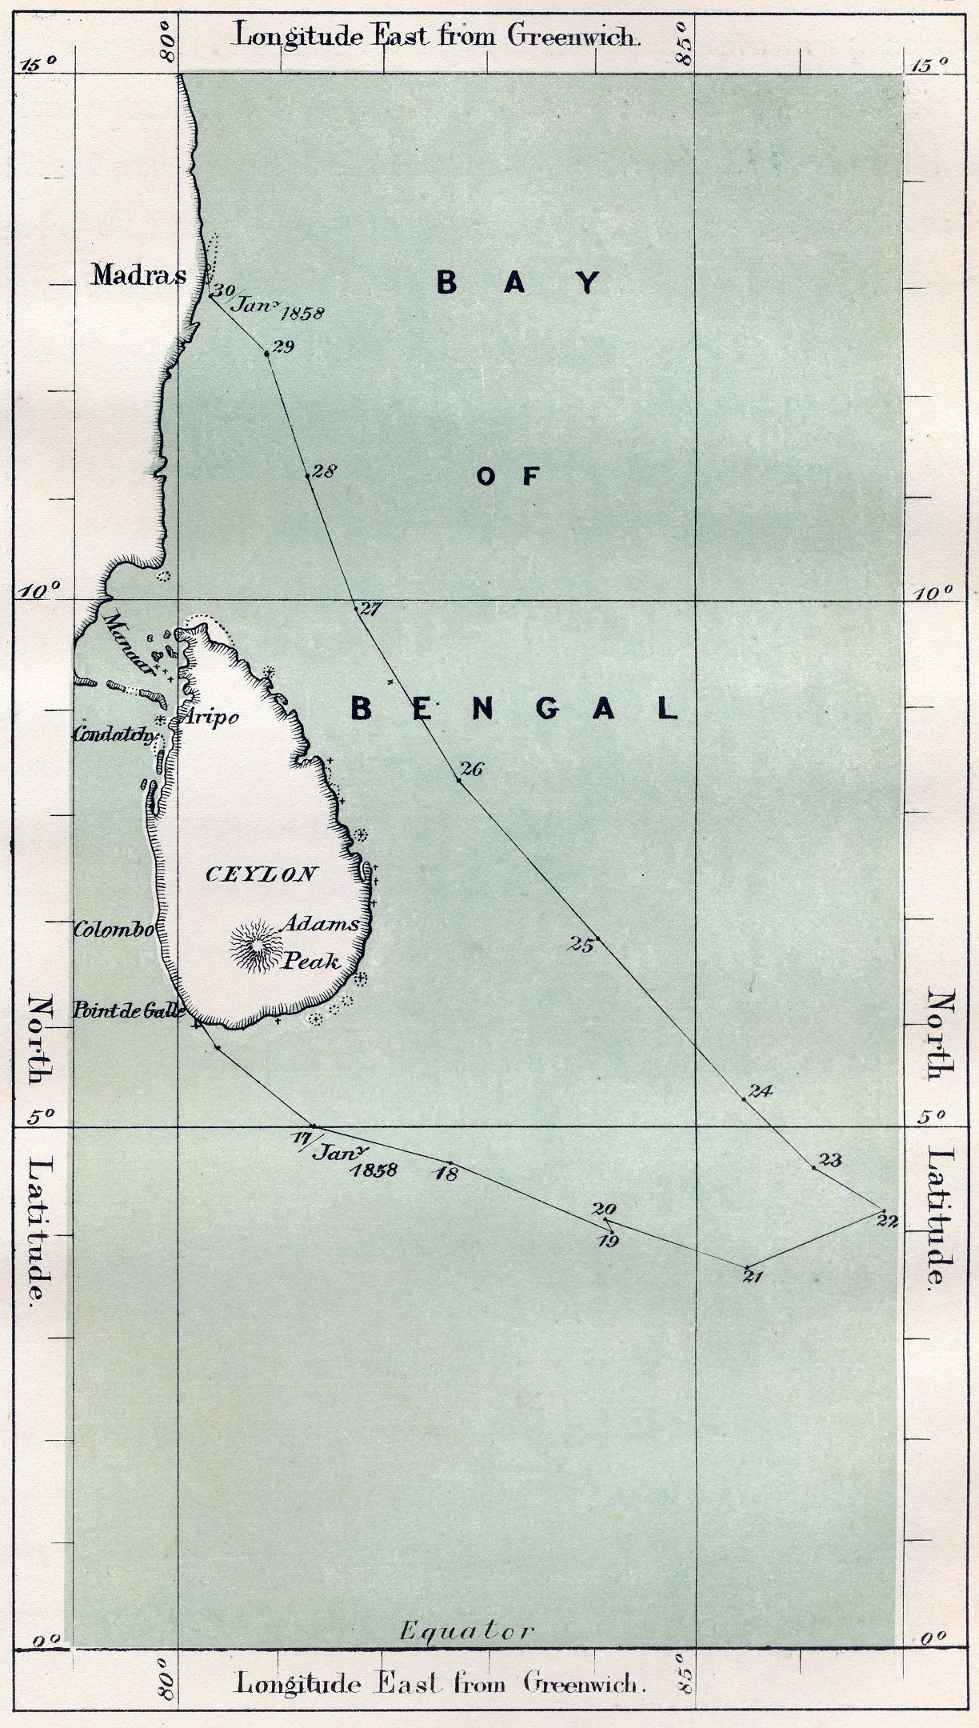 80°
Longitude East from Greenwich.
85°
15°
15°
Madras
BAY
30
Janʸ 1858
29
28
OF
10°
10°
27
Manaar
Aripo
BENGAL
Condatchy
26
CEYLON
Colombo
Adams
Peak
25
Point de Galle
North Latitude.
North Latitude.
24
5°
5°
17
Janʸ
1858
18
23
20
19
22
21
Equator
0°
0°
80°
Longitude East from Greenwich.
85°